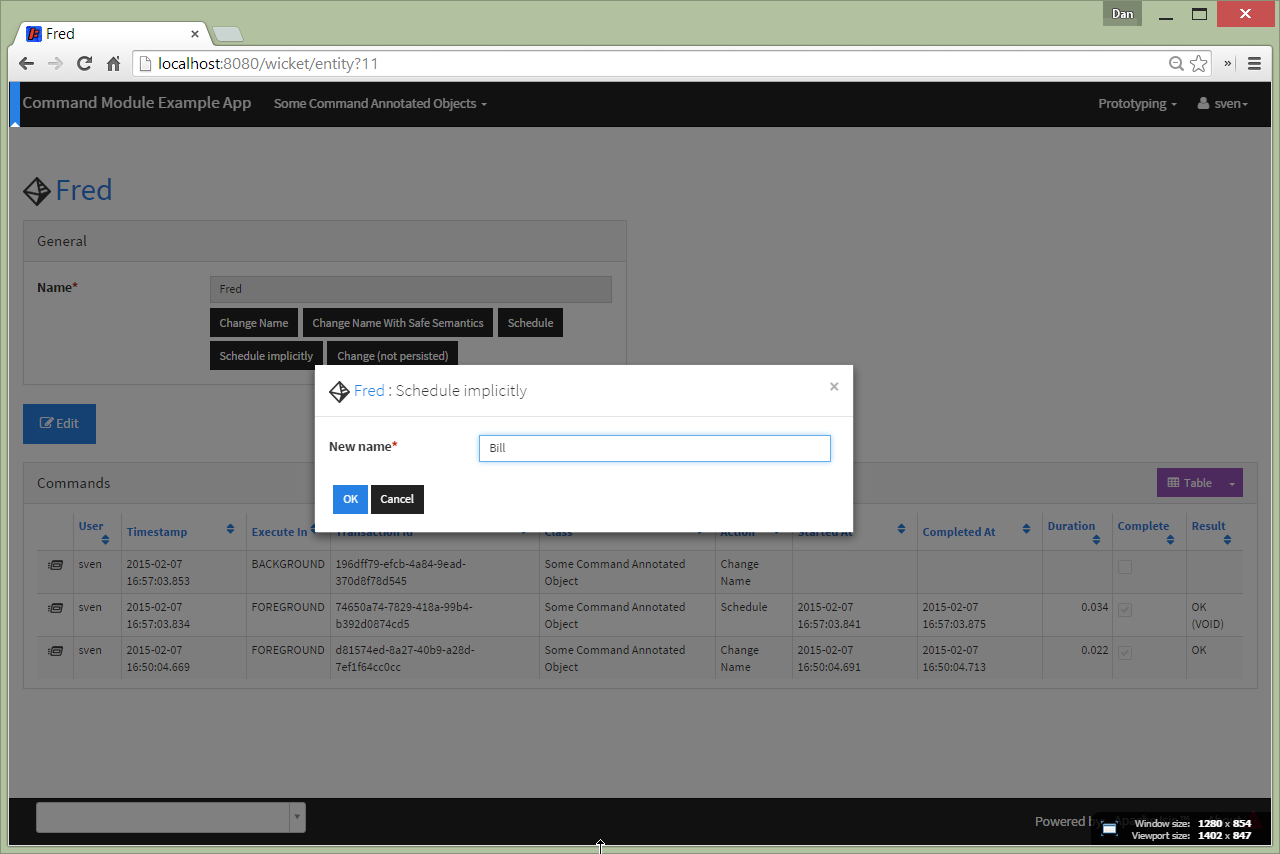 Dan
Fred
localhost:8080/wicket/entity?11
Command Module Example App Some Command Annotated Objects Prototyping sven
Fred
General
Name* Fred
Change Name Change Name With Safe Semantics Schedule
Schedule implicitly Change (not persisted)
Fred : Schedule implicitly
New name* Bill
OK Cancel
Edit
Commands Table
User Timestamp Execute In Transaction Id Class Action Started At Completed At Duration Complete Result
sven 2015-02-07 BACKGROUND 196dff79-efcb-4a84-9ead- Some Command Annotated Change
16:57:03.853 370d8f78d545 Object Name
sven 2015-02-07 FOREGROUND 74650a74-7829-418a-99b4- Some Command Annotated Schedule 2015-02-07 2015-02-07 0.034 OK
16:57:03.834 b392d0874cd5 Object 16:57:03.841 16:57:03.875 (VOID)
sven 2015-02-07 FOREGROUND d81574ed-8a27-40b9-a28d- Some Command Annotated Change 2015-02-07 2015-02-07 0.022 OK
16:50:04.669 7ef1f64cc0cc Object Name 16:50:04.691 16:50:04.713
Powered by
Window size: 1280 x 854
Viewport size: 1402 x 847